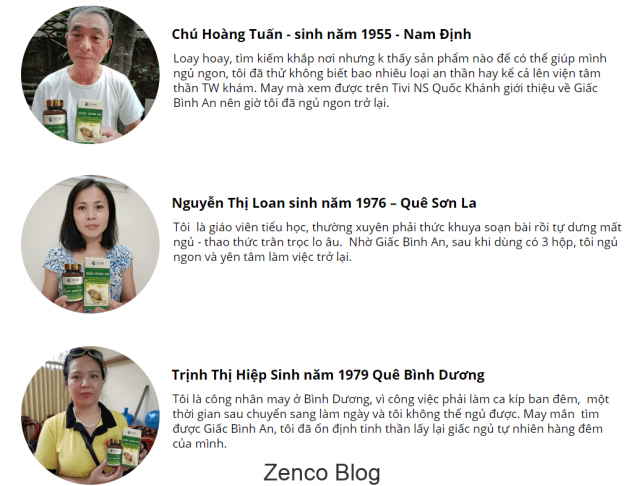 Chú Hoàng Tuấn - sinh năm 1955 - Nam Định
Loay hoay, tìm kiếm khắp nơi nhưng k thấy sản phẩm nào để có thể giúp mình
ngủ ngon, tôi đã thử không biết bao nhiêu loại an thần hay kể cả lên viện tâm
thần TW khám. May mà xem được trên Tivi NS Quốc Khánh giới thiệu về Giấc
Bình An nên giờ tôi đã ngủ ngon trở lại.
Nguyễn Thị Loan sinh năm 1976 – Quê Sơn La
Tôi là giáo viên tiểu học, thường xuyên phải thức khuya soạn bài rồi tự dưng mất
ngủ - thao thức trằn trọc lo âu. Nhờ Giấc Bình An, sau khi dùng có 3 hộp, tôi ngủ
ngon và yên tâm làm việc trở lại.
Trịnh Thị Hiệp Sinh năm 1979 Quê Bình Dương
Tôi là công nhân may ở Bình Dương, vì công việc phải làm ca kíp ban đêm, một
thời gian sau chuyển sang làm ngày và tôi không thể ngủ được. May mắn tìm
được Giấc Bình An, tôi đã ổn định tinh thần lấy lại giấc ngủ tự nhiên hàng đêm
của mình.
Zenco Blog